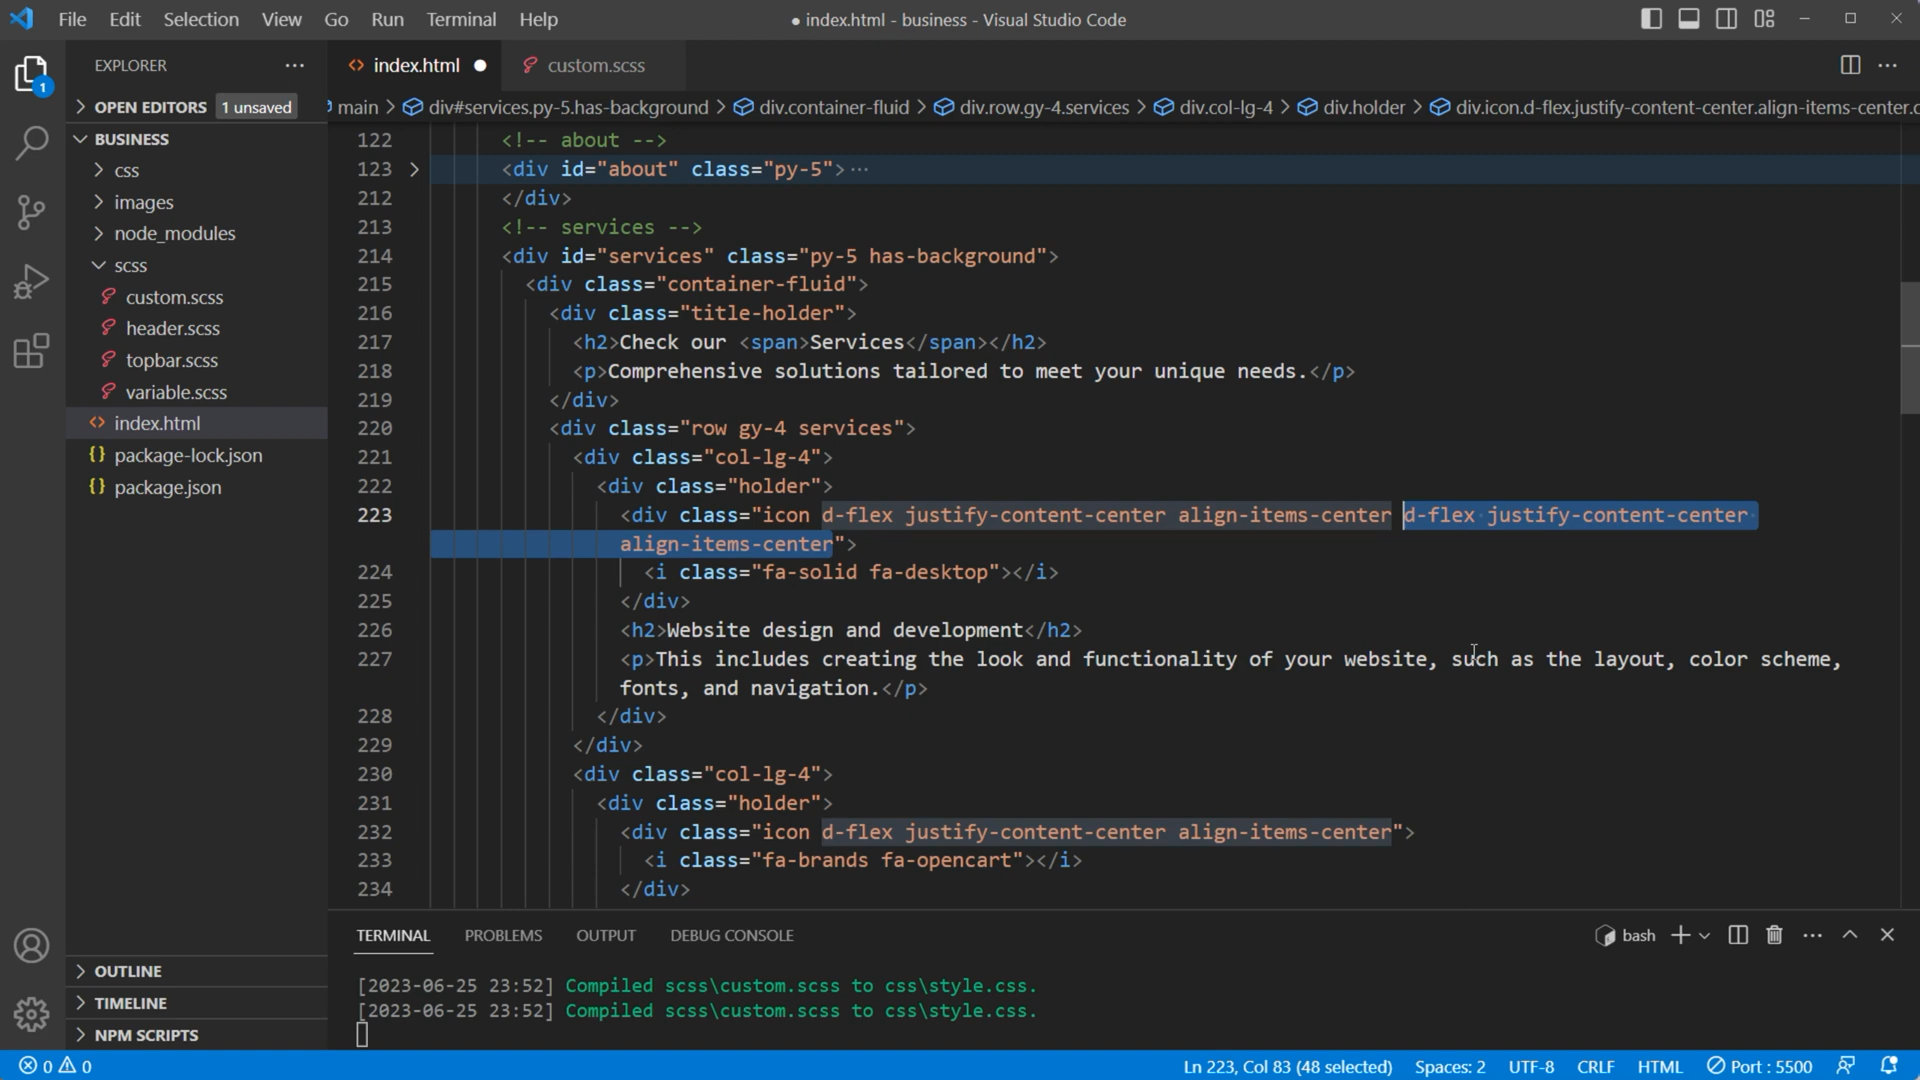 File Edit Selection View Go Run Terminal Help
● index.html - business - Visual Studio Code
1
EXPLORER ···
OPEN EDITORS 1 unsaved
BUSINESS
css
images
node_modules
scss
custom.scss
header.scss
topbar.scss
variable.scss
index.html
package-lock.json
package.json
OUTLINE
TIMELINE
NPM SCRIPTS
index.html ● custom.scss
main > div#services.py-5.has-background > div.container-fluid > div.row.gy-4.services > div.col-lg-4 > div.holder > div.icon.d-flex.justify-content-center.align-items-center.
122 <!-- about -->
123 <div id="about" class="py-5">···
212 </div>
213 <!-- services -->
214 <div id="services" class="py-5 has-background">
215 <div class="container-fluid">
216 <div class="title-holder">
217 <h2>Check our <span>Services</span></h2>
218 <p>Comprehensive solutions tailored to meet your unique needs.</p>
219 </div>
220 <div class="row gy-4 services">
221 <div class="col-lg-4">
222 <div class="holder">
223 <div class="icon d-flex justify-content-center align-items-center d-flex·justify-content-center·
align-items-center">
224 <i class="fa-solid fa-desktop"></i>
225 </div>
226 <h2>Website design and development</h2>
227 <p>This includes creating the look and functionality of your website, such as the layout, color scheme,
fonts, and navigation.</p>
228 </div>
229 </div>
230 <div class="col-lg-4">
231 <div class="holder">
232 <div class="icon d-flex justify-content-center align-items-center">
233 <i class="fa-brands fa-opencart"></i>
234 </div>
TERMINAL PROBLEMS OUTPUT DEBUG CONSOLE
bash
[2023-06-25 23:52] Compiled scss\custom.scss to css\style.css.
[2023-06-25 23:52] Compiled scss\custom.scss to css\style.css.
0 0
Ln 223, Col 83 (48 selected) Spaces: 2 UTF-8 CRLF HTML Port : 5500